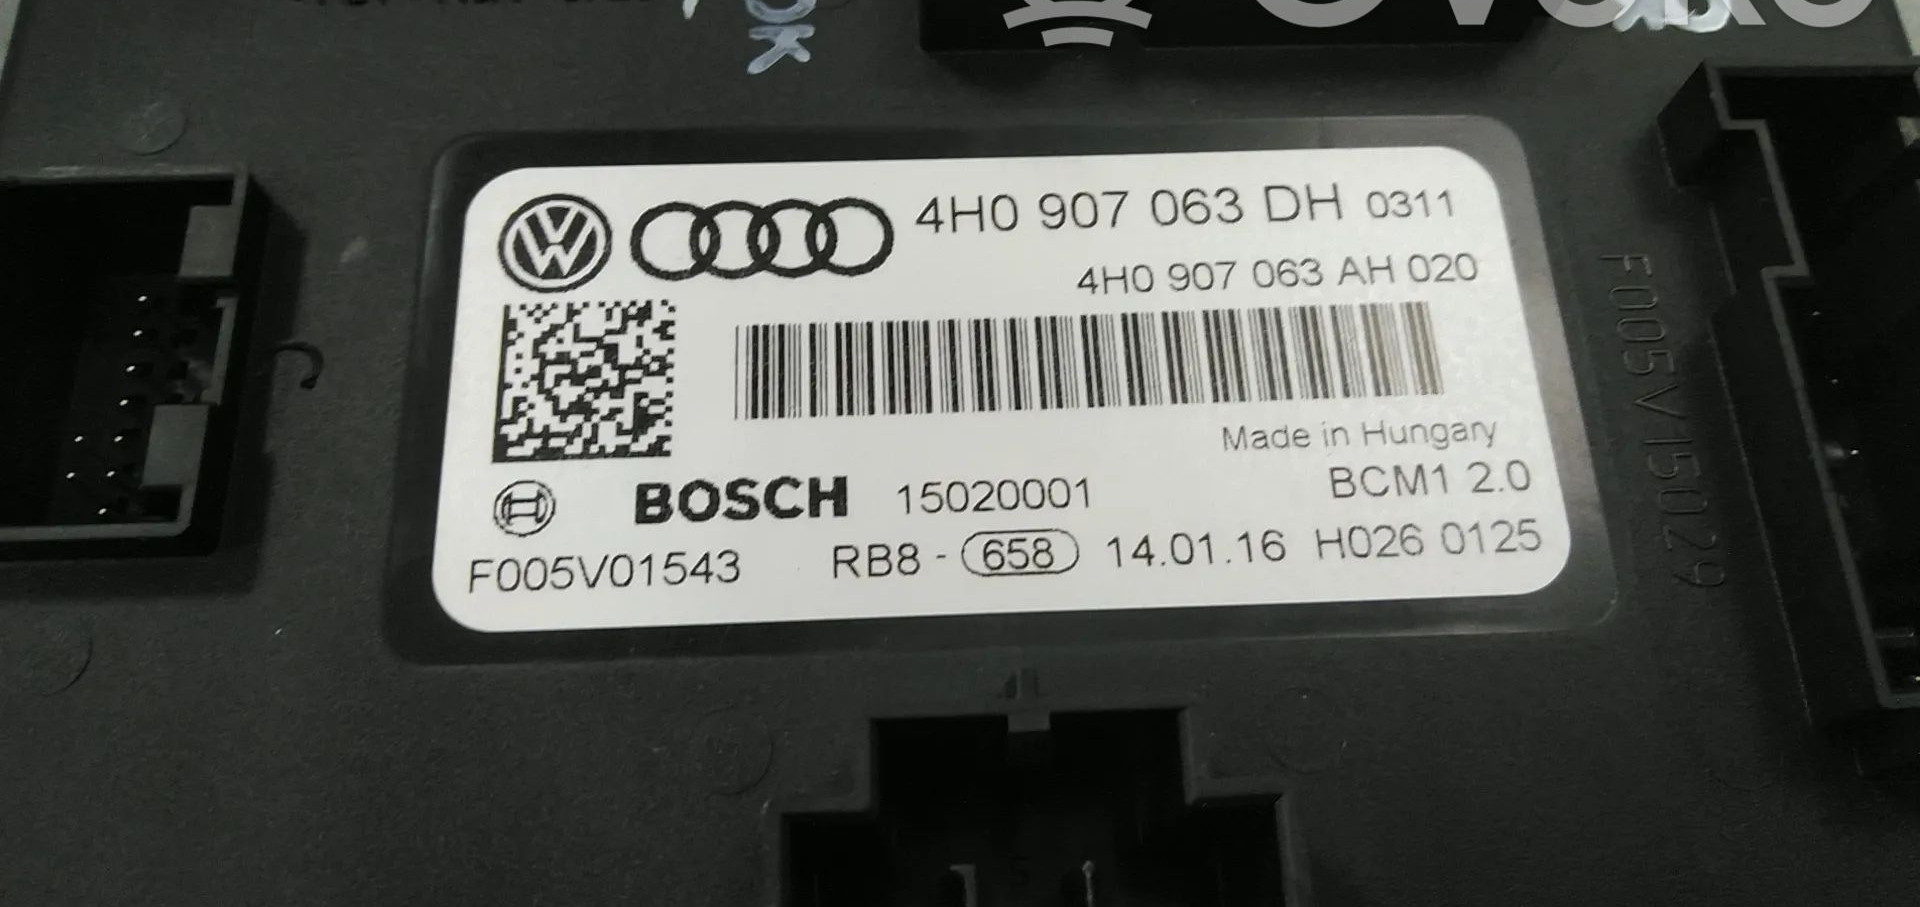 OK
4H0 907 063 DH 0311
4H0 907 063 AH 020
Made in Hungary
BOSCH 15020001
BCM1 2.0
F005V01543 RB8 - 658 14.01.16 H026 0125
F005V15029